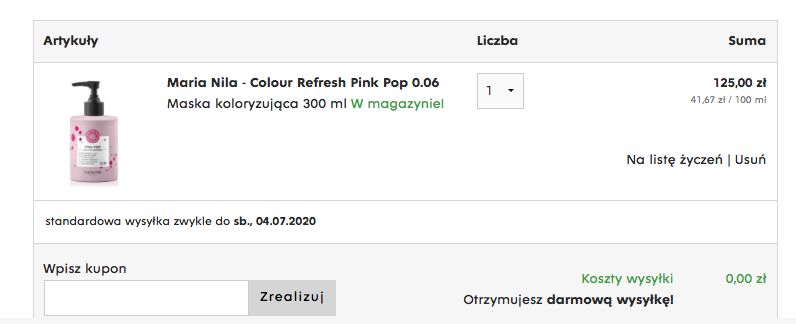 Artykuły Liczba Suma
Maria Nila - Colour Refresh Pink Pop 0.06 1 125,00 zł
Maska koloryzująca 300 ml W magazynie! 41,67 zł / 100 ml
Na listę życzeń | Usuń
standardowa wysyłka zwykle do sb., 04.07.2020
Wpisz kupon
Koszty wysyłki 0,00 zł
Zrealizuj
Otrzymujesz darmową wysyłkę!